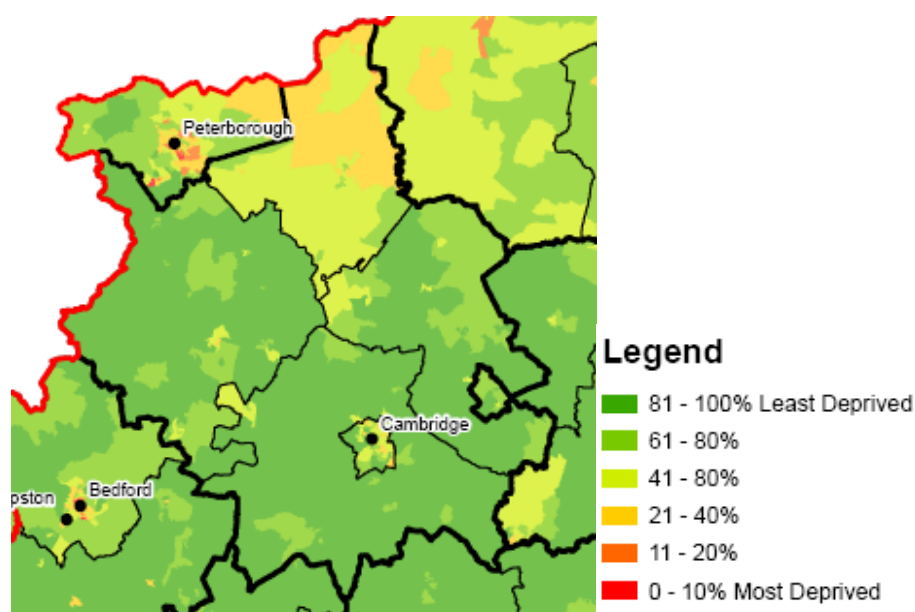 Peterborough
Cambridge
Bedford
pston
Legend
81 - 100% Least Deprived
61 - 80%
41 - 80%
21 - 40%
11 - 20%
0 - 10% Most Deprived